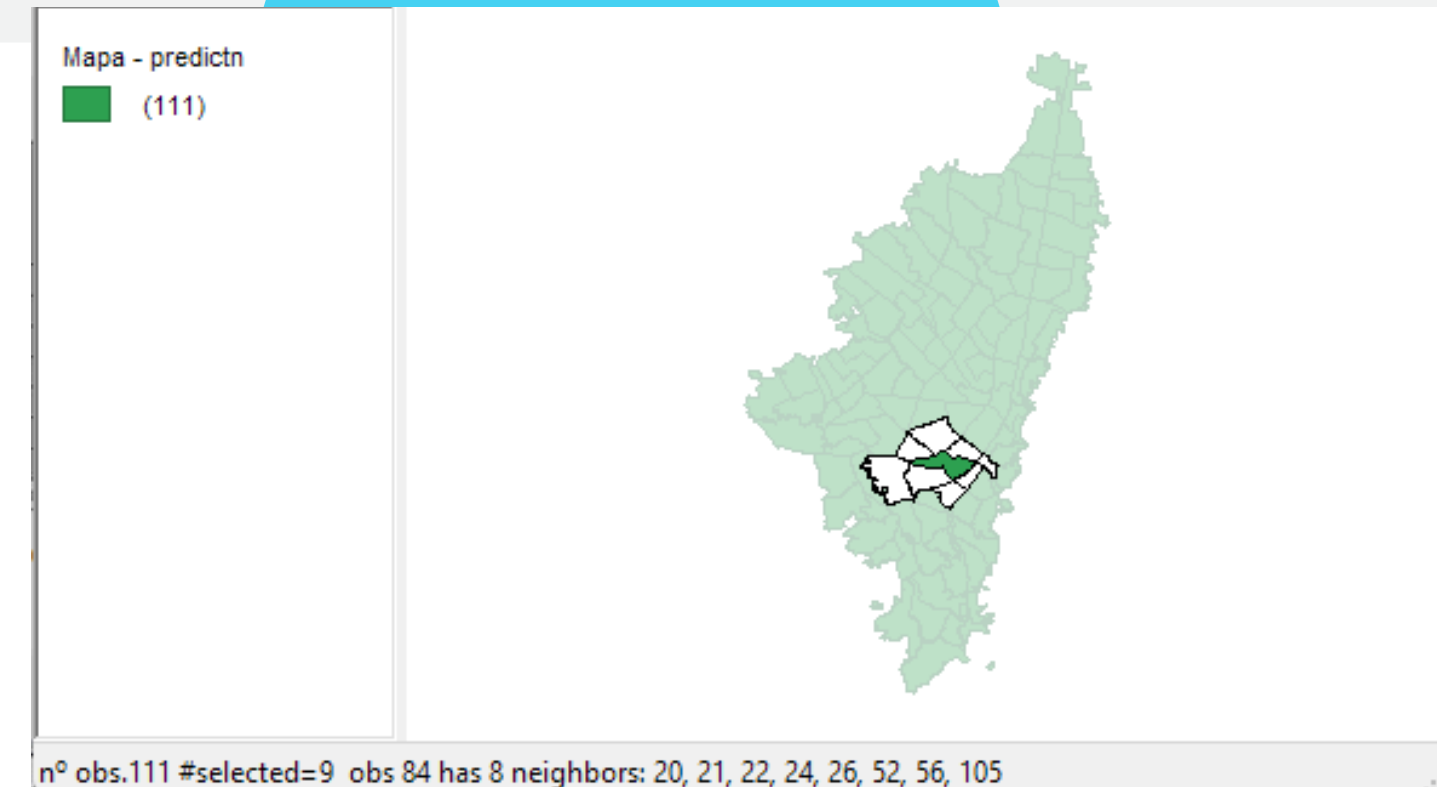 Mapa - predictn
(111)
nº obs.111 #selected=9 obs 84 has 8 neighbors: 20, 21, 22, 24, 26, 52, 56, 105